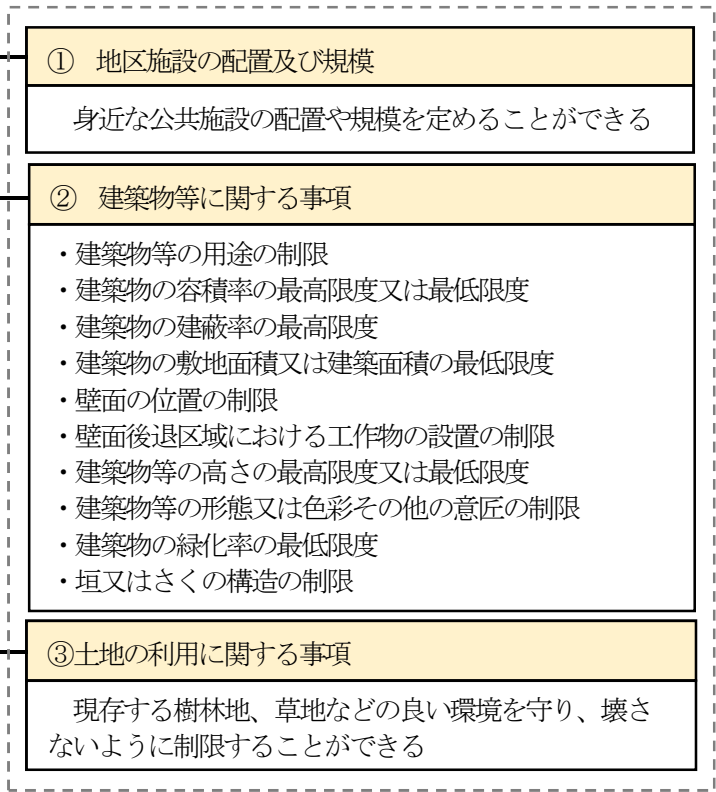 ① 地区施設の配置及び規模
身近な公共施設の配置や規模を定めることができる
② 建築物等に関する事項
・建築物等の用途の制限
・建築物の容積率の最高限度又は最低限度
・建築物の建蔽率の最高限度
・建築物の敷地面積又は建築面積の最低限度
・壁面の位置の制限
・壁面後退区域における工作物の設置の制限
・建築物等の高さの最高限度又は最低限度
・建築物等の形態又は色彩その他の意匠の制限
・建築物の緑化率の最低限度
・垣又はさくの構造の制限
③土地の利用に関する事項
現存する樹林地、草地などの良い環境を守り、壊さ
ないように制限することができる